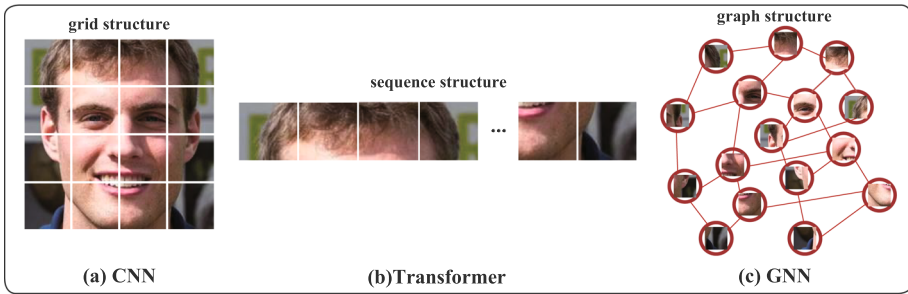 grid structure
sequence structure
...
graph structure
(a) CNN
(b)Transformer
(c) GNN